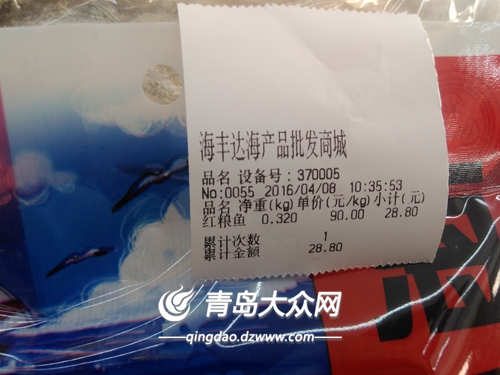 海丰达海产品批发商城
品名 设备号：370005
No:0055 2016/04/08 10:35:53
品名 净重(kg) 单价(元/kg) 小计(元)
红粮鱼 0.320 90.00 28.80
累计次数 1
累计金额 28.80
青岛大众网
qingdao.dzwww.com